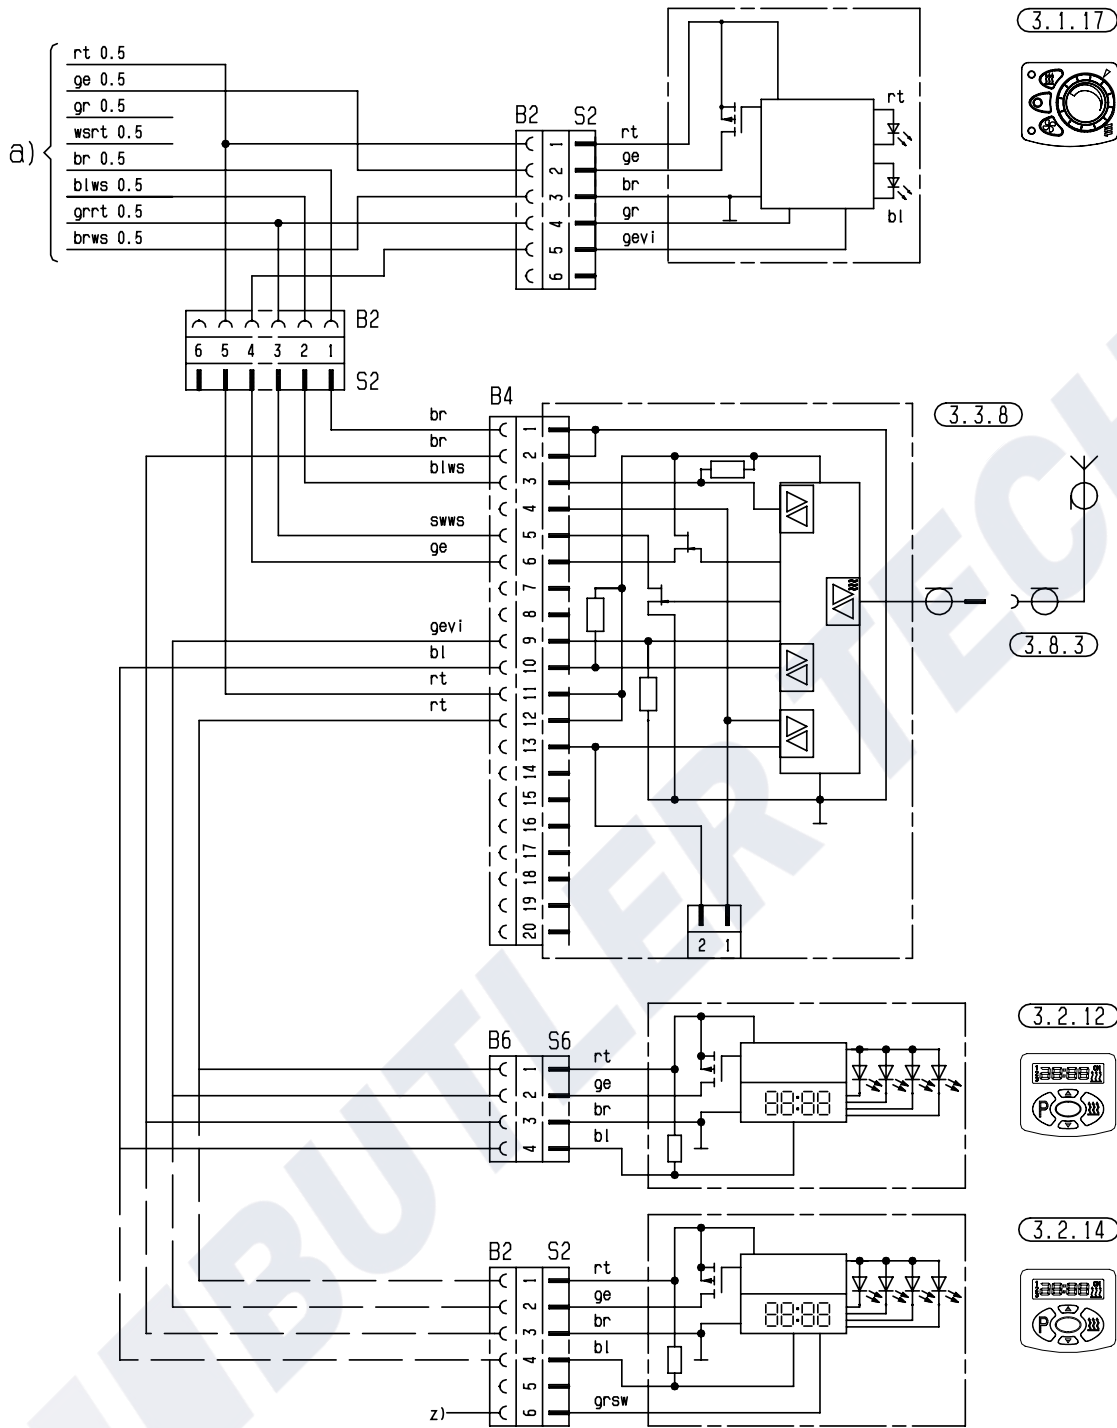 3.1.17
a)
rt 0.5
ge 0.5
gr 0.5
wsrt 0.5
br 0.5
blws 0.5
grrt 0.5
brws 0.5
B2 S2
1
2
3
4
5
6
rt
ge
br
gr
gevi
rt
bl
B2
6 5 4 3 2 1
S2
B4
3.3.8
br
br
blws
swws
ge
gevi
bl
rt
rt
1
2
3
4
5
6
7
8
9
10
11
12
13
14
15
16
17
18
19
20
3.8.3
2 1
3.2.12
B6 S6
1
2
3
4
rt
ge
br
bl
88:88
P
3.2.14
B2 S2
1
2
3
4
5
6
rt
ge
br
bl
grsw
88:88
P
z)
BUTLER TECH